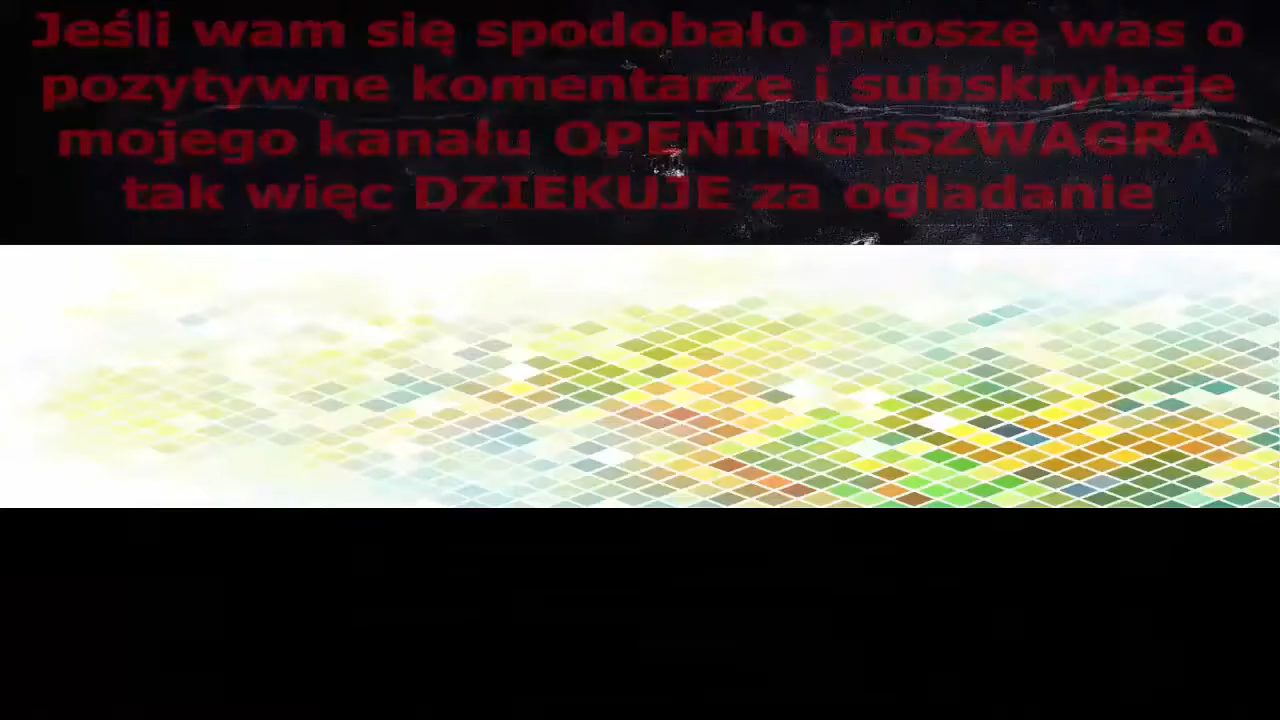 Jeśli wam się spodobało proszę was o
pozytywne komentarze i subskrybcje
mojego kanału OPENINGISZWAGRA
tak więc DZIEKUJE za ogladanie